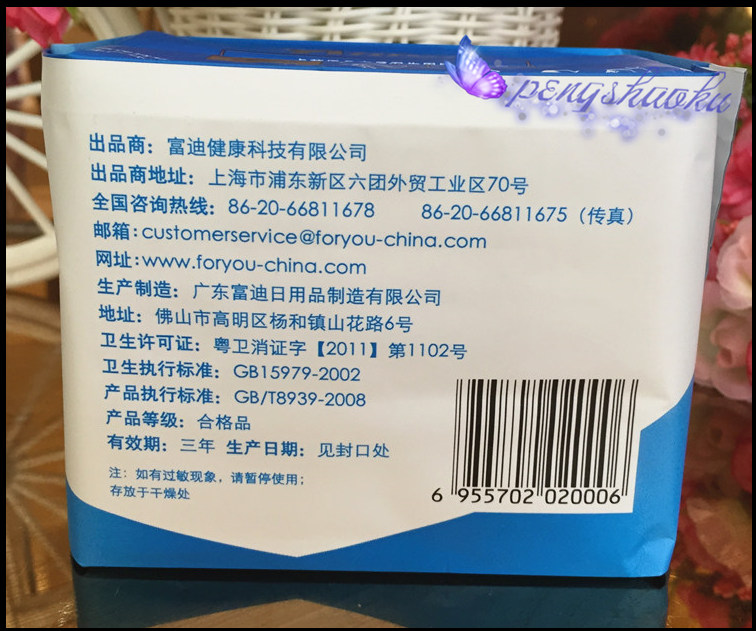 pengshaoku
出品商：富迪健康科技有限公司
出品商地址：上海市浦东新区六团外贸工业区70号
全国咨询热线：86-20-66811678 86-20-66811675（传真）
邮箱:customerservice@foryou-china.com
网址:www.foryou-china.com
生产制造：广东富迪日用品制造有限公司
地址：佛山市高明区杨和镇山花路6号
卫生许可证：粤卫消证字【2011】第1102号
卫生执行标准：GB15979-2002
产品执行标准：GB/T8939-2008
产品等级：合格品
有效期：三年 生产日期：见封口处
注：如有过敏现象，请暂停使用；
存放于干燥处
6 955702 020006